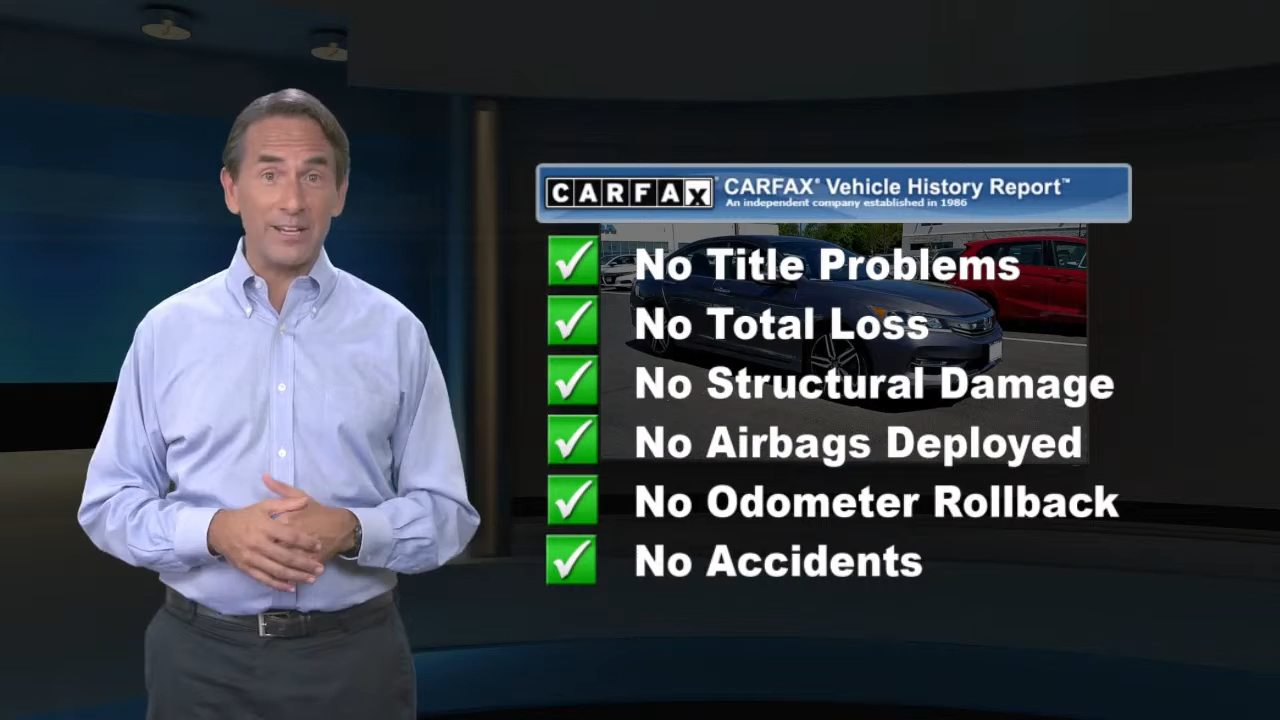 CARFAX
CARFAX® Vehicle History Report™
An independent company established in 1986
No Title Problems
No Total Loss
No Structural Damage
No Airbags Deployed
No Odometer Rollback
No Accidents